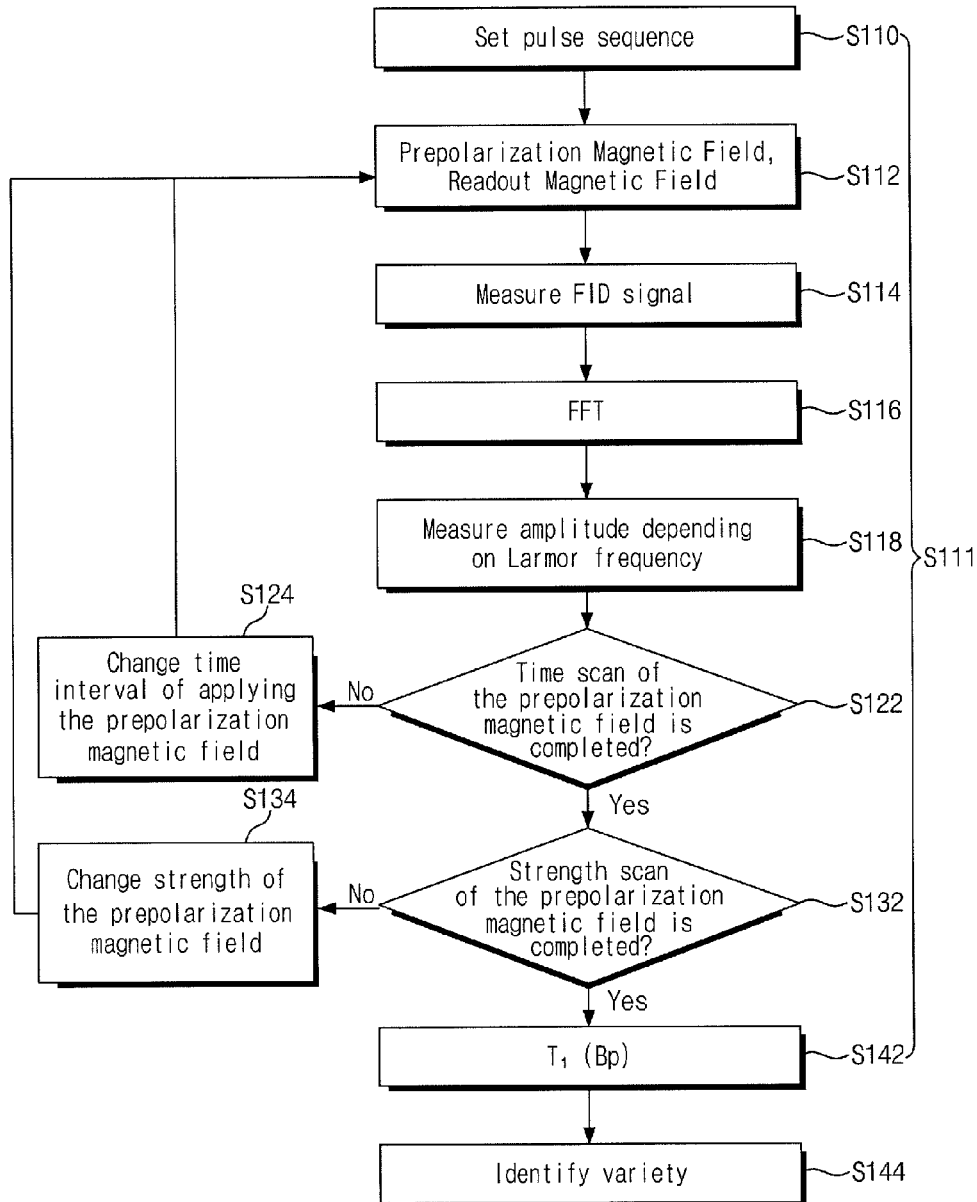 Set pulse sequence
S110
Prepolarization Magnetic Field,
Readout Magnetic Field
S112
Measure FID signal
S114
FFT
S116
Measure amplitude depending
on Larmor frequency
S118
S111
S124
Change time
interval of applying
the prepolarization
magnetic field
No
Time scan of
the prepolarization
magnetic field is
completed?
S122
Yes
S134
Change strength of
the prepolarization
magnetic field
No
Strength scan
of the prepolarization
magnetic field is
completed?
S132
Yes
T₁ (Bp)
S142
Identify variety
S144